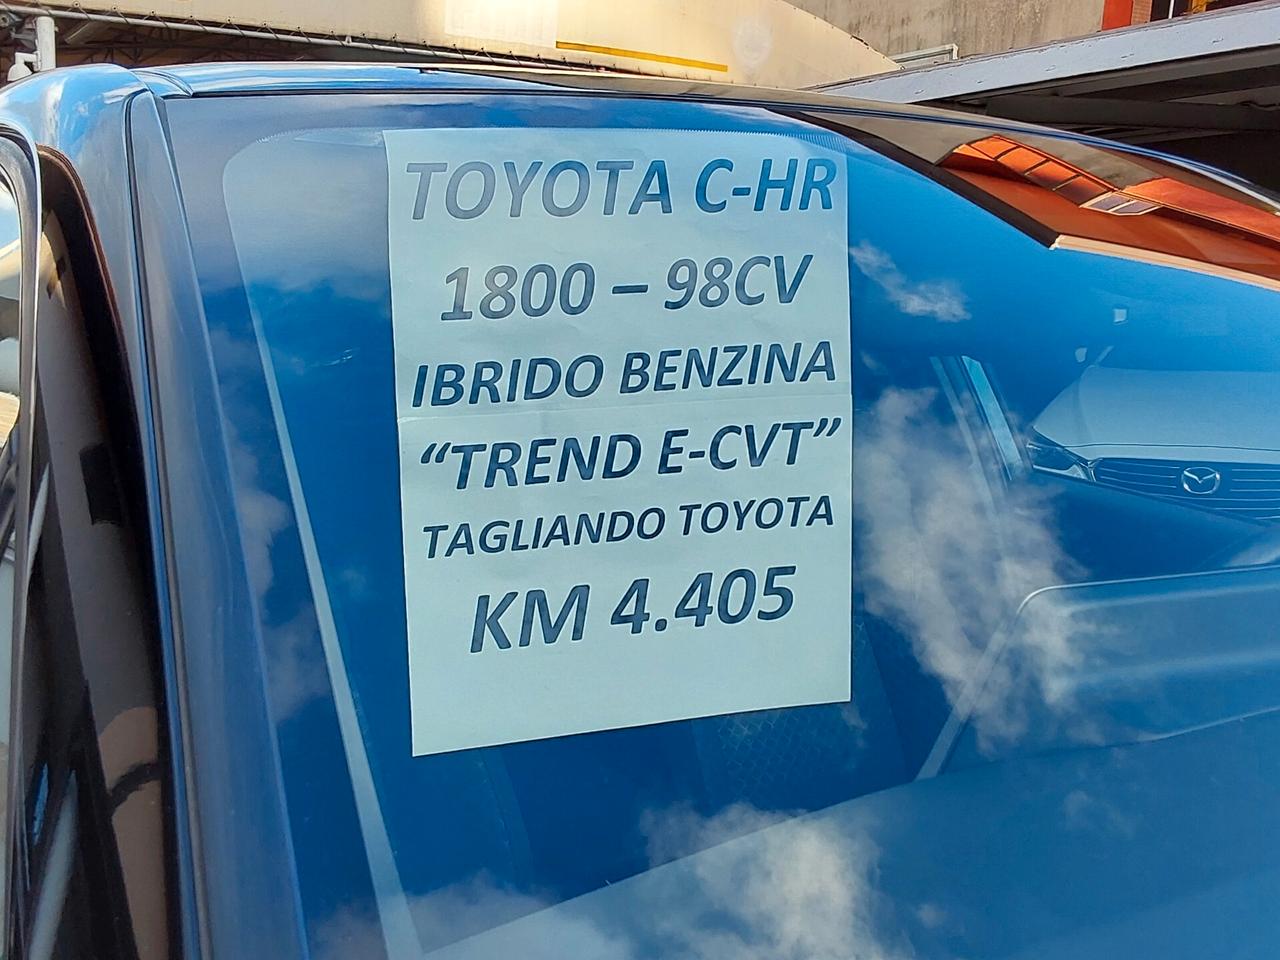 TOYOTA C-HR
1800 – 98CV
IBRIDO BENZINA
“TREND E-CVT”
TAGLIANDO TOYOTA
KM 4.405